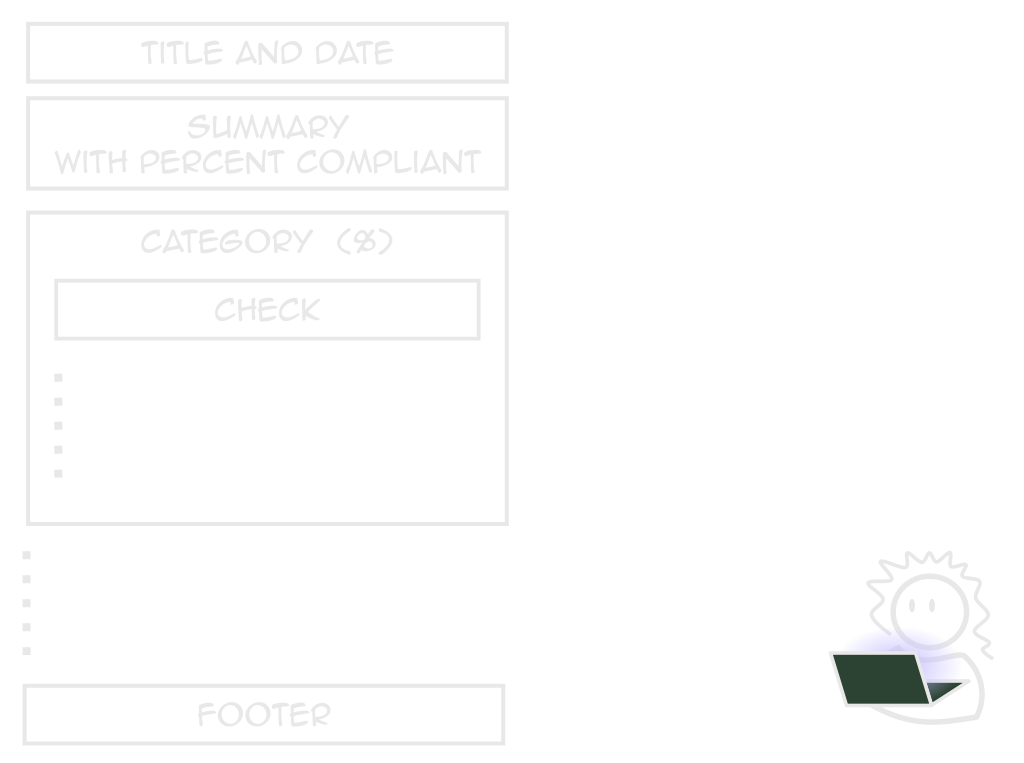 TITLE AND DATE
SUMMARY
WITH PERCENT COMPLIANT
CATEGORY (%)
CHECK
FOOTER